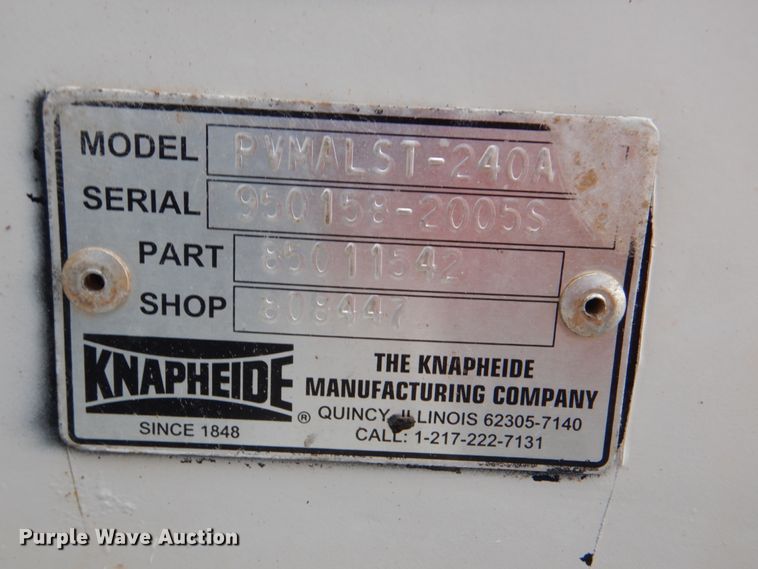 MODEL PVMALST-240A
SERIAL 950158-2005S
PART 85011542
SHOP 808447
KNAPHEIDE ®
SINCE 1848
THE KNAPHEIDE
MANUFACTURING COMPANY
QUINCY, ILLINOIS 62305-7140
CALL: 1-217-222-7131
Purple Wave Auction